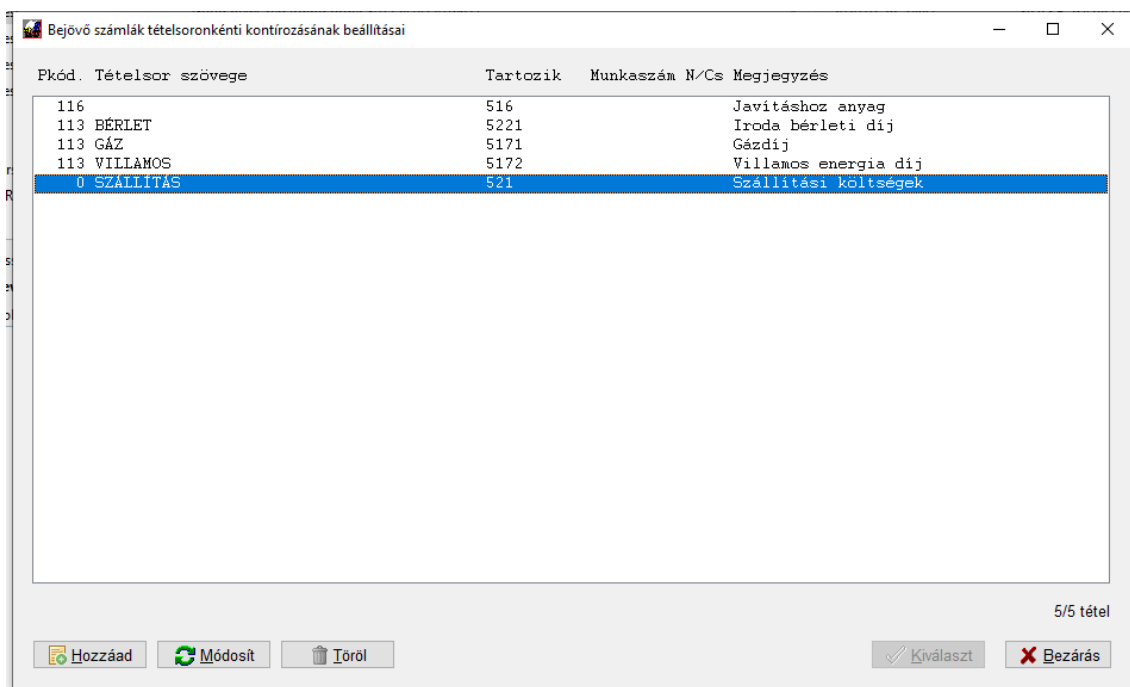 Bejövő számlák tételsoronkénti kontírozásának beállításai
Pkód. Tételsor szövege Tartozik Munkaszám N/Cs Megjegyzés
116 516 Javításhoz anyag
113 BÉRLET 5221 Iroda bérleti díj
113 GÁZ 5171 Gázdíj
113 VILLAMOS 5172 Villamos energia díj
0 SZÁLLÍTÁS 521 Szállítási költségek
5/5 tétel
Hozzáad Módosít Töröl Kiválaszt Bezárás